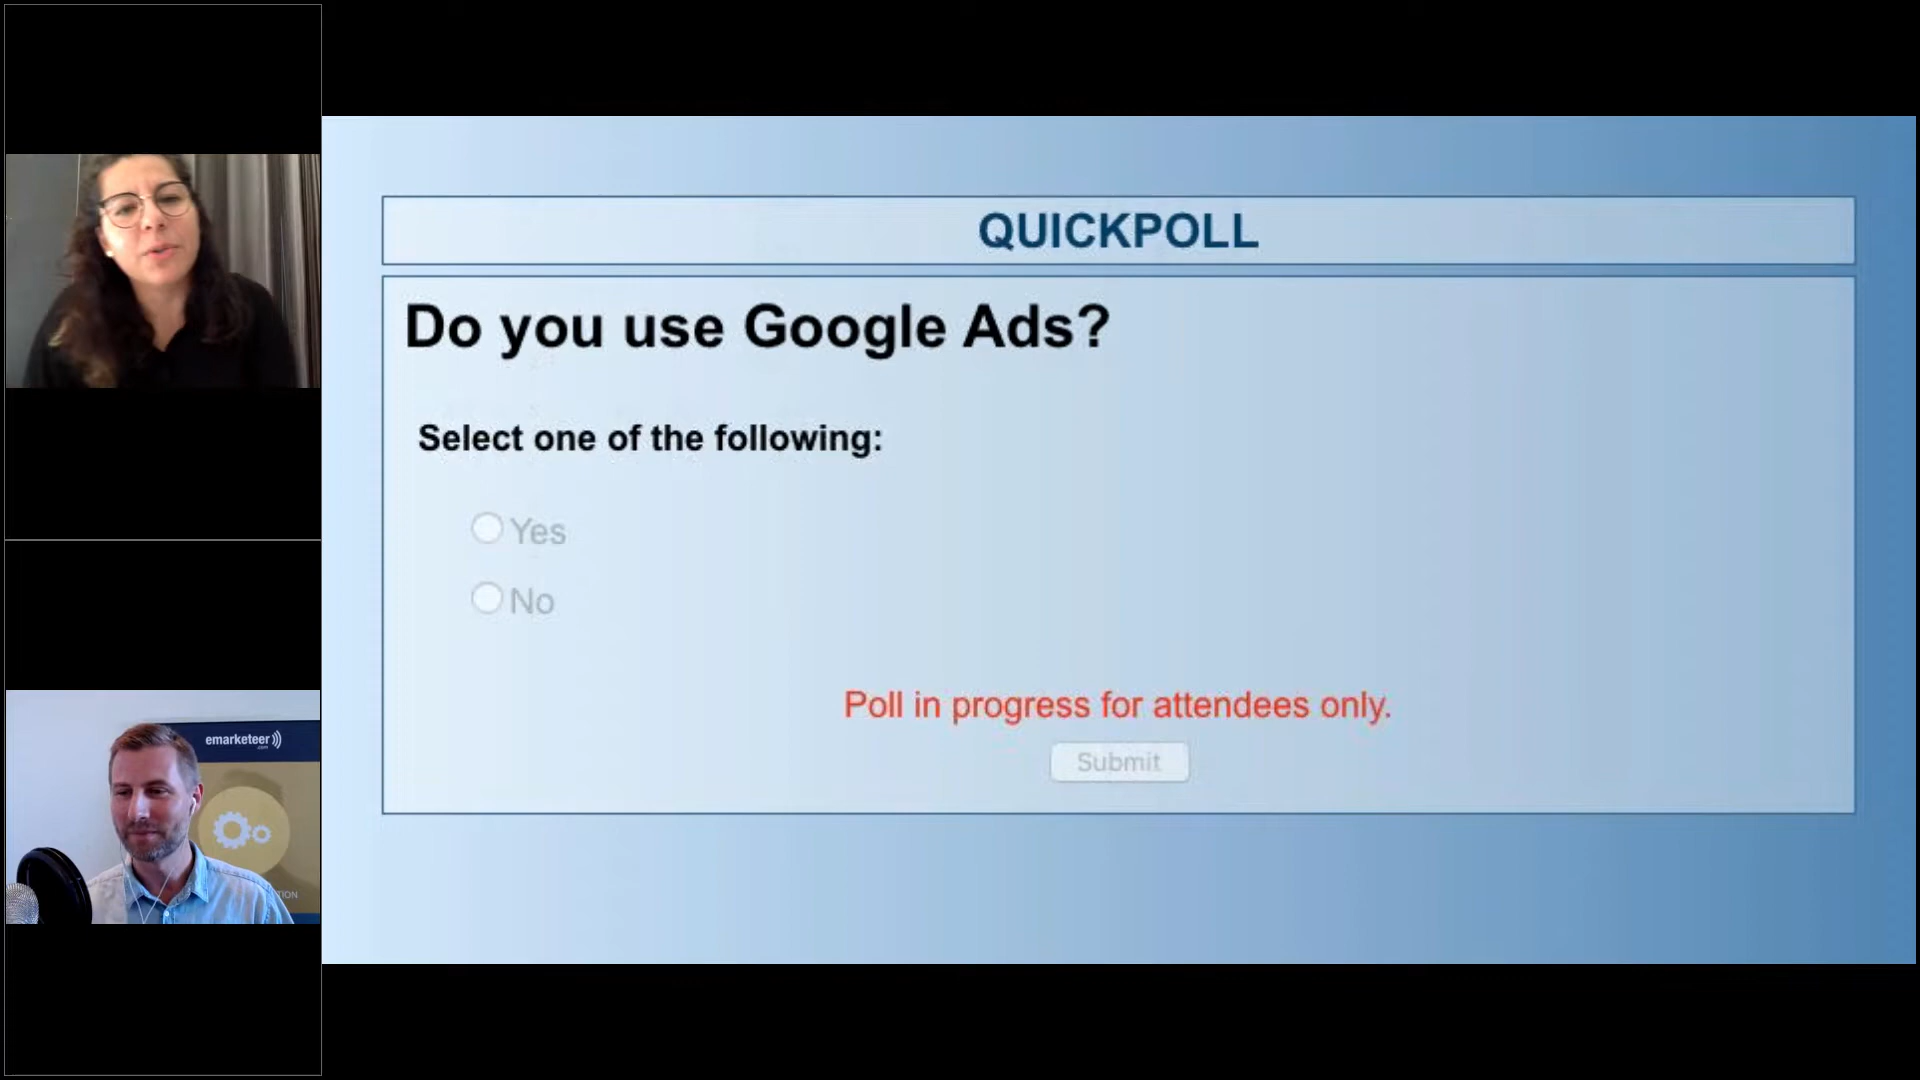 QUICKPOLL
Do you use Google Ads?
Select one of the following:
Yes
No
Poll in progress for attendees only.
Submit
emarketeer
.com